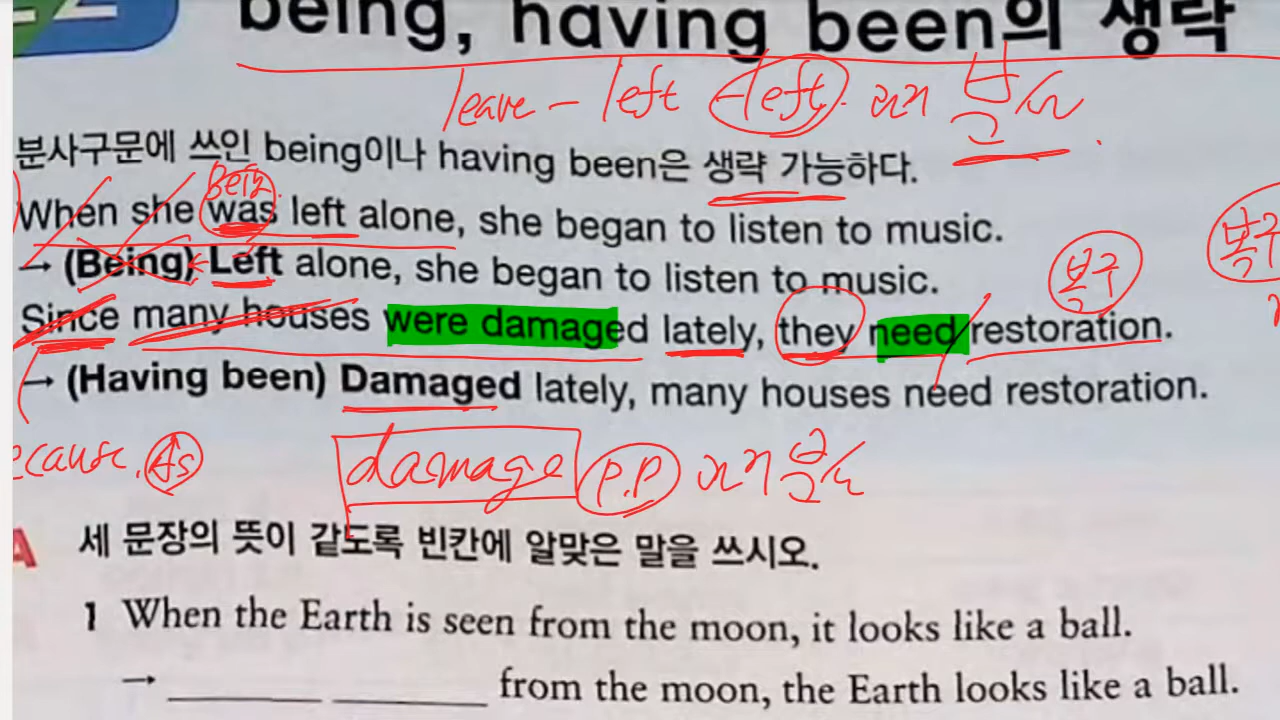 being, having been의 생략
leave - left - left. 과거 분사.
분사구문에 쓰인 being이나 having been은 생략 가능하다.
Being
When she was left alone, she began to listen to music.
→ (Being) Left alone, she began to listen to music.
복구
Since many houses were damaged lately, they need restoration.
→ (Having been) Damaged lately, many houses need restoration.
ecause. As damage p.p 과거 분사
A 세 문장의 뜻이 같도록 빈칸에 알맞은 말을 쓰시오.
1 When the Earth is seen from the moon, it looks like a ball.
→ ________ ________ from the moon, the Earth looks like a ball.